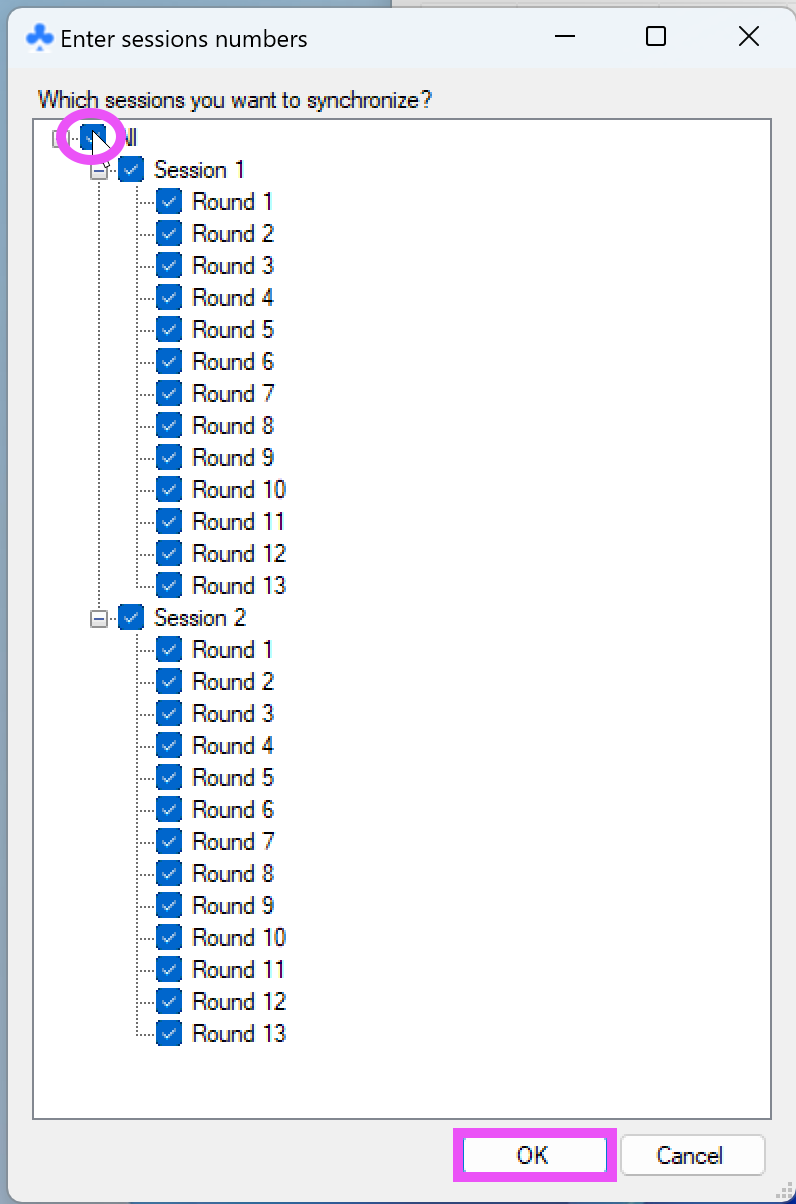 Enter sessions numbers
Which sessions you want to synchronize?
All
Session 1
Round 1
Round 2
Round 3
Round 4
Round 5
Round 6
Round 7
Round 8
Round 9
Round 10
Round 11
Round 12
Round 13
Session 2
Round 1
Round 2
Round 3
Round 4
Round 5
Round 6
Round 7
Round 8
Round 9
Round 10
Round 11
Round 12
Round 13
OK
Cancel